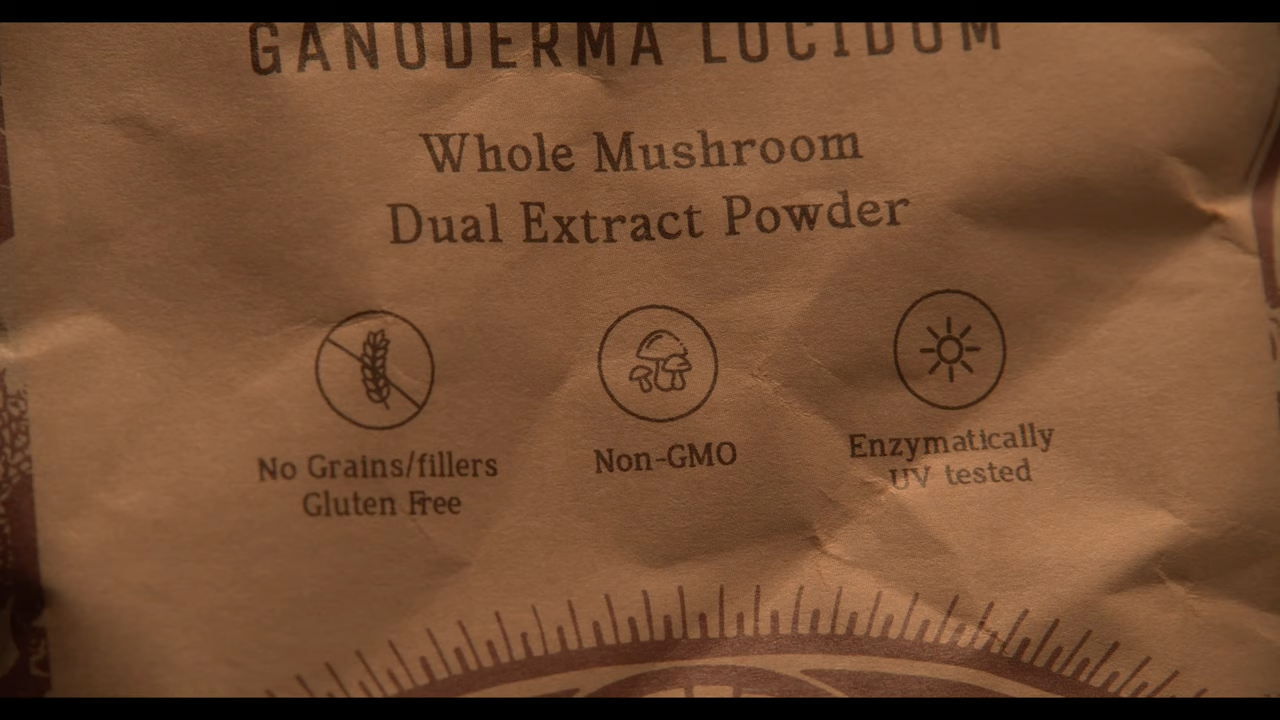 GANODERMA LUCIDUM
Whole Mushroom
Dual Extract Powder
No Grains/fillers
Gluten Free
Non-GMO
Enzymatically
UV tested